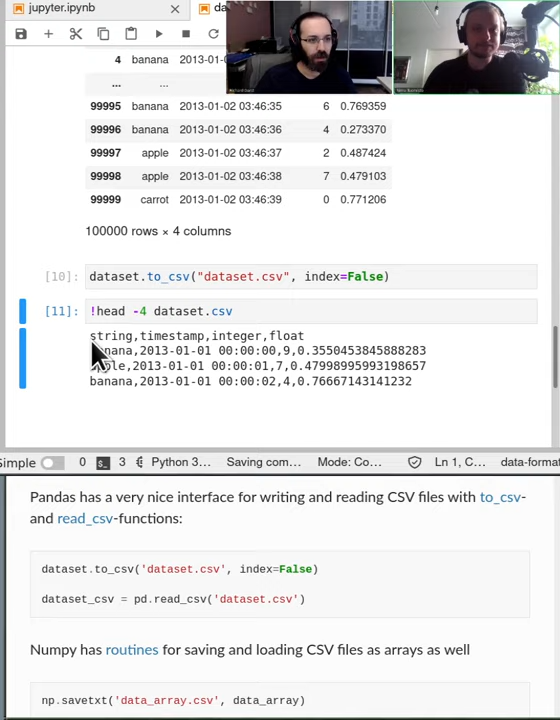 jupyter.ipynb
4 banana 2013-01-02 03:46
... ...
99995 banana 2013-01-02 03:46:35 6 0.769359
99996 banana 2013-01-02 03:46:36 4 0.273370
99997 apple 2013-01-02 03:46:37 2 0.487424
99998 apple 2013-01-02 03:46:38 7 0.479103
99999 carrot 2013-01-02 03:46:39 0 0.771206
100000 rows × 4 columns
[10]: dataset.to_csv("dataset.csv", index=False)
[11]: !head -4 dataset.csv
string,timestamp,integer,float
anana,2013-01-01 00:00:00,9,0.3550453845888283
le,2013-01-01 00:00:01,7,0.47998995993198657
banana,2013-01-01 00:00:02,4,0.76667143141232
Simple 0 3 Python 3... Saving com... Mode: Co... Ln 1, C... data-format
Pandas has a very nice interface for writing and reading CSV files with to_csv-
and read_csv-functions:
dataset.to_csv('dataset.csv', index=False)
dataset_csv = pd.read_csv('dataset.csv')
Numpy has routines for saving and loading CSV files as arrays as well
np.savetxt('data_array.csv', data_array)